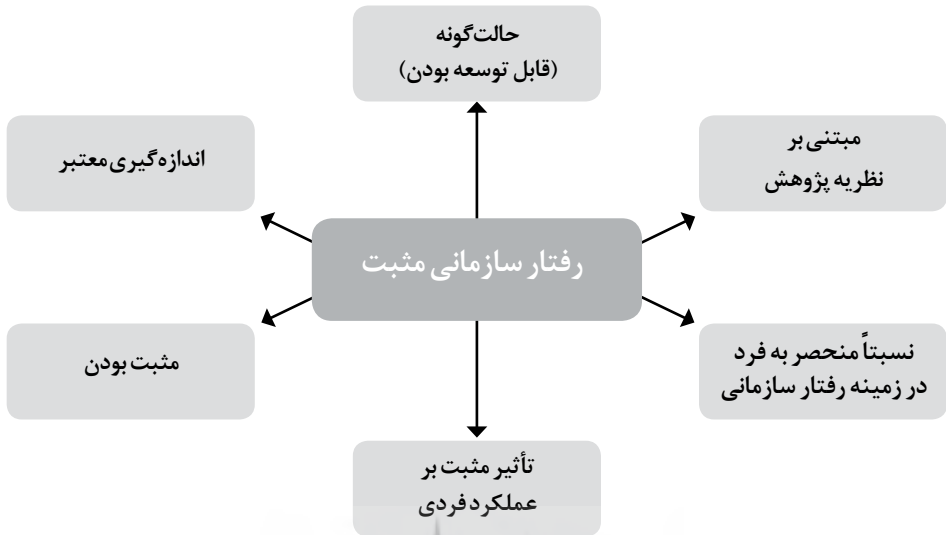 حالت‌گونه
(قابل توسعه بودن)
مبتنی بر
نظریه پژوهش
اندازه‌گیری معتبر
رفتار سازمانی مثبت
نسبتاً منحصر به فرد
در زمینه رفتار سازمانی
مثبت بودن
تأثیر مثبت بر
عملکرد فردی